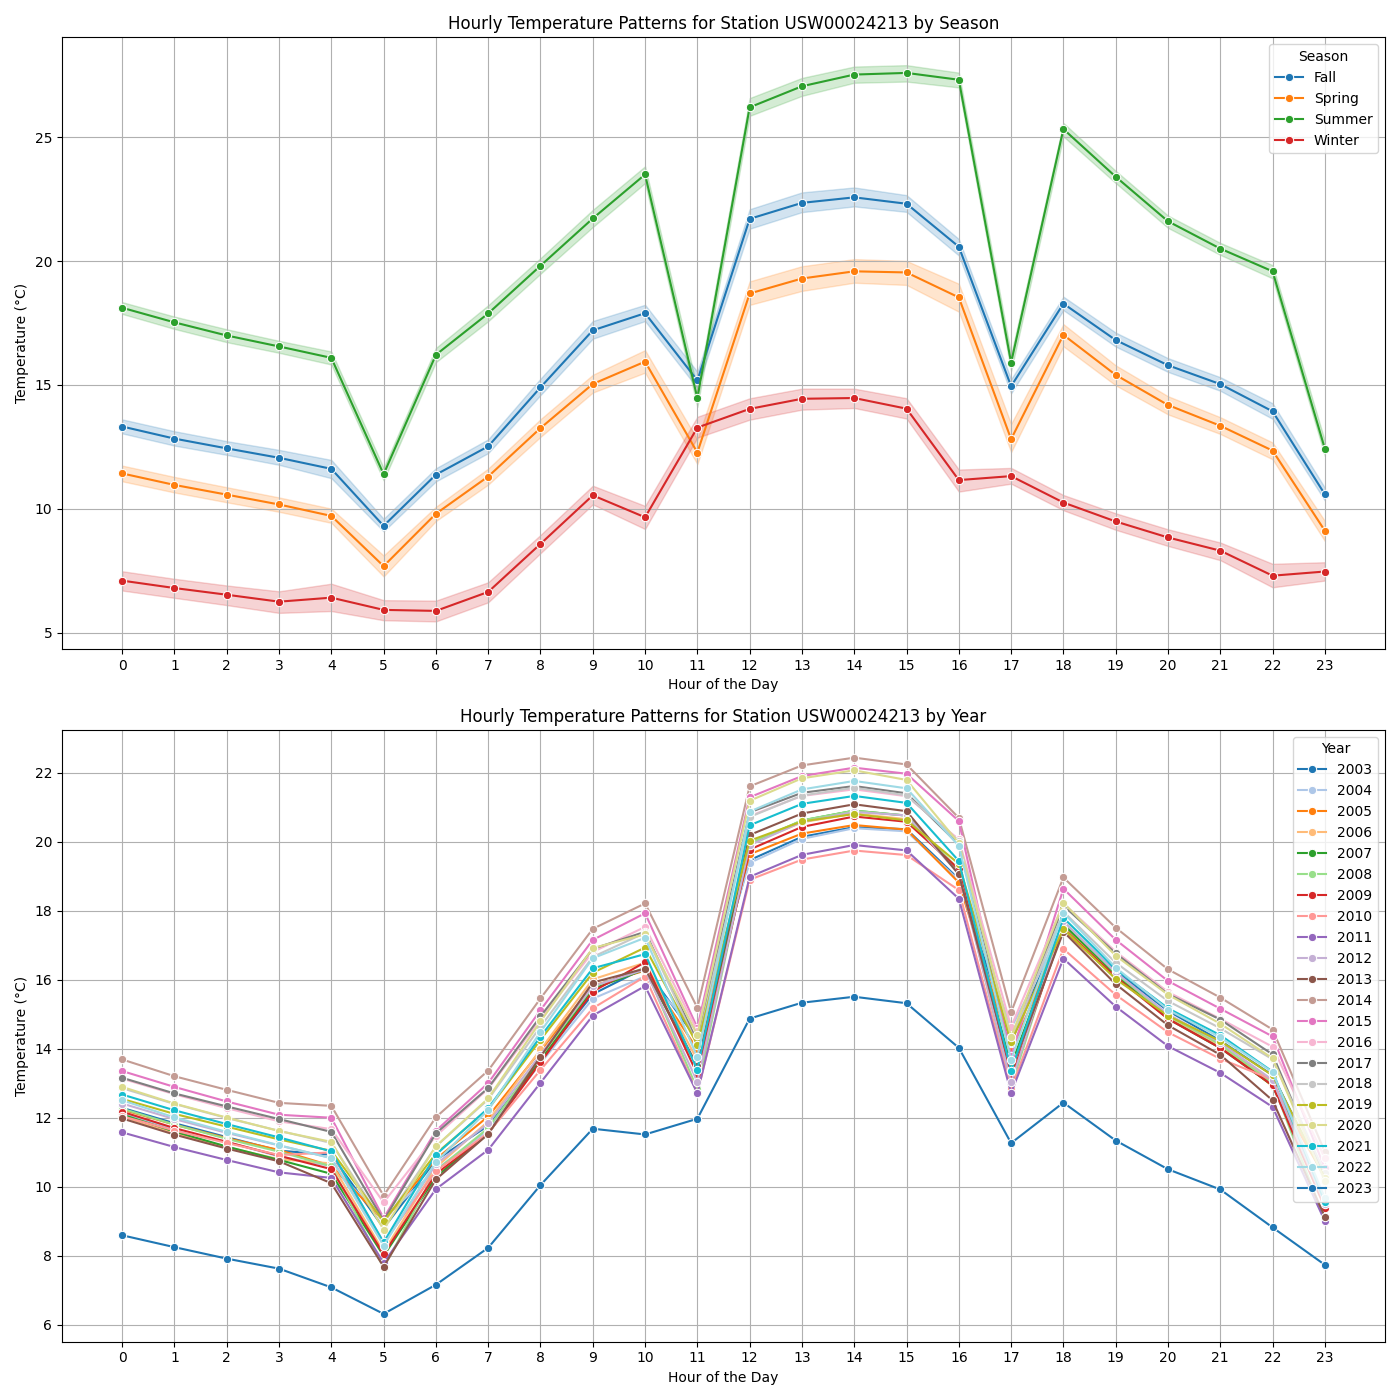 Hourly Temperature Patterns for Station USW00024213 by Season
Season
Fall
Spring
Summer
Winter
Temperature (°C)
25
20
15
10
5
0 1 2 3 4 5 6 7 8 9 10 11 12 13 14 15 16 17 18 19 20 21 22 23
Hour of the Day
Hourly Temperature Patterns for Station USW00024213 by Year
Year
2003
2004
2005
2006
2007
2008
2009
2010
2011
2012
2013
2014
2015
2016
2017
2018
2019
2020
2021
2022
2023
Temperature (°C)
22
20
18
16
14
12
10
8
6
0 1 2 3 4 5 6 7 8 9 10 11 12 13 14 15 16 17 18 19 20 21 22 23
Hour of the Day